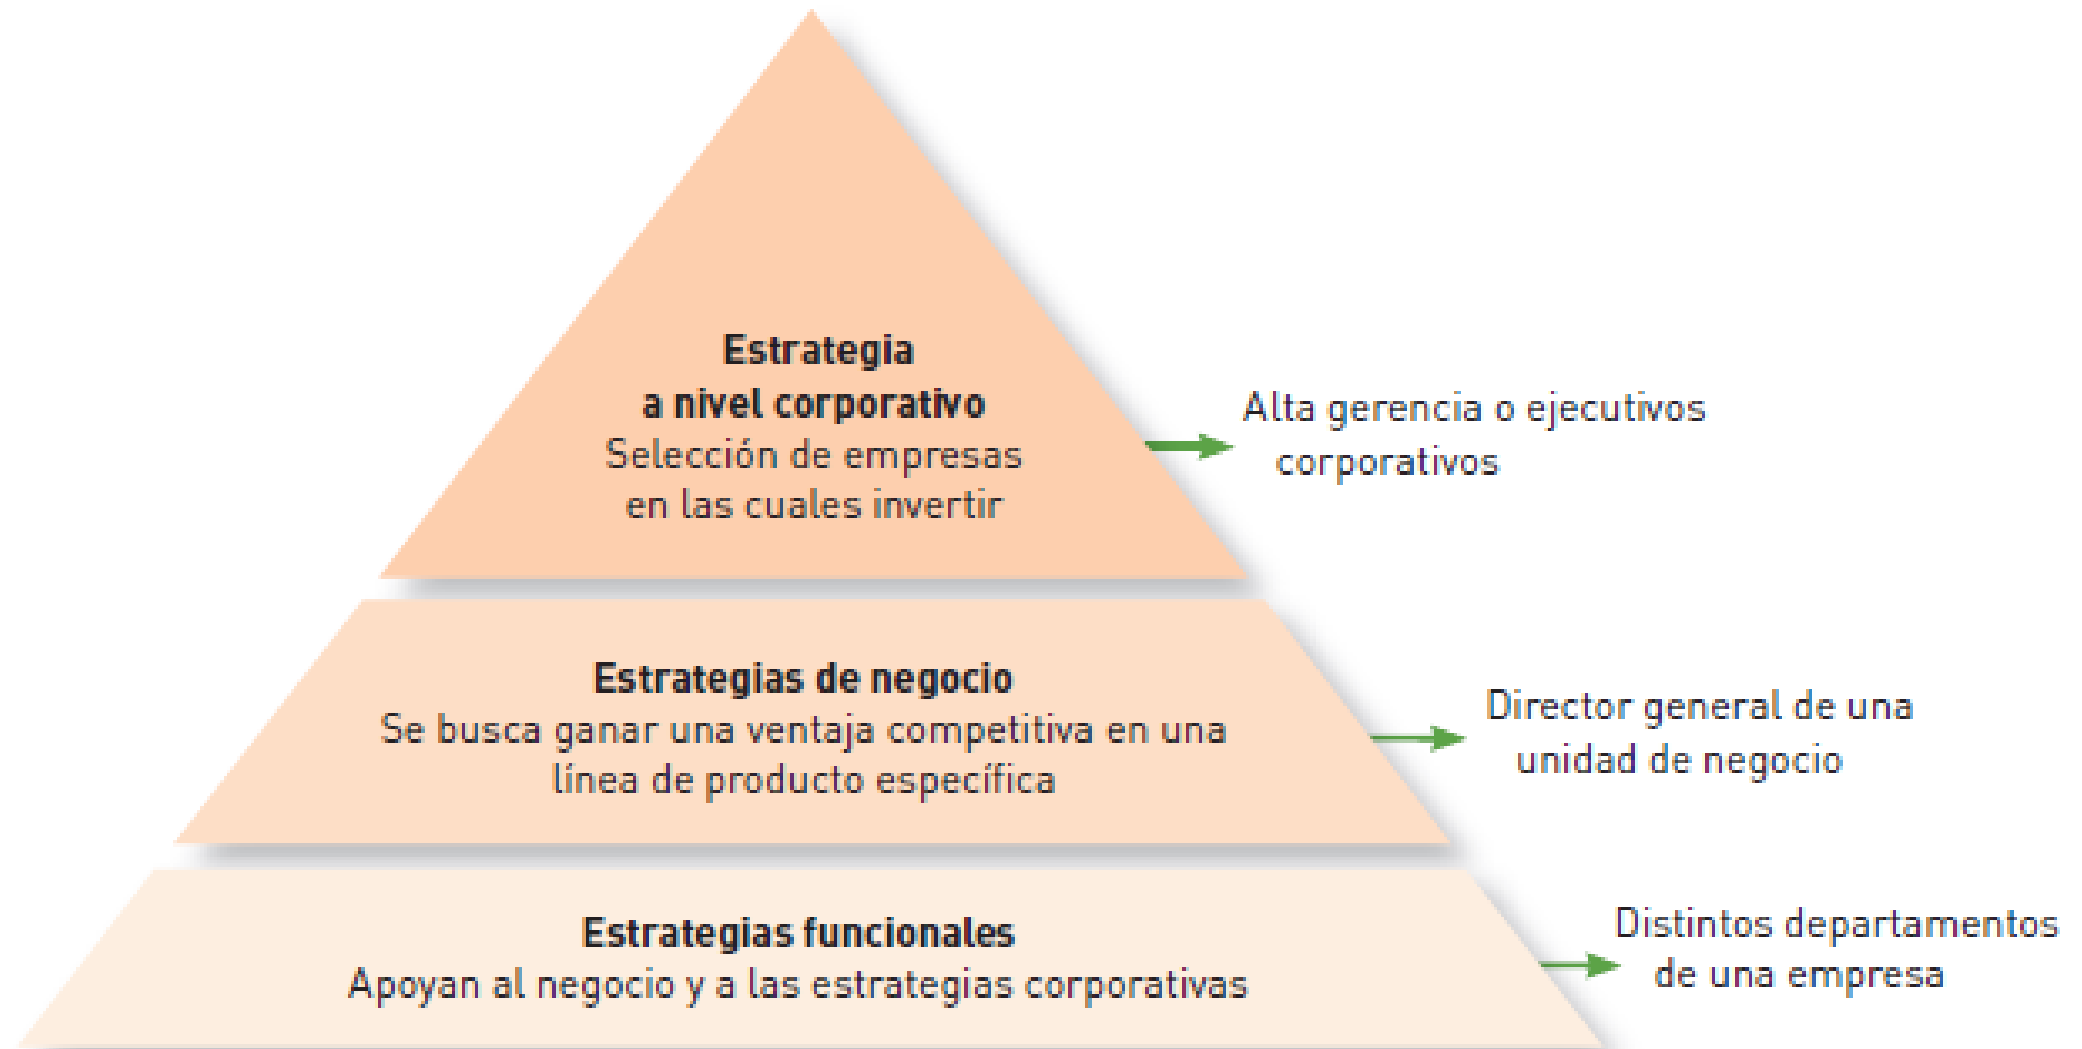 Estrategia
a nivel corporativo
Selección de empresas
en las cuales invertir
Alta gerencia o ejecutivos
corporativos
Estrategias de negocio
Se busca ganar una ventaja competitiva en una
línea de producto específica
Director general de una
unidad de negocio
Estrategias funcionales
Apoyan al negocio y a las estrategias corporativas
Distintos departamentos
de una empresa